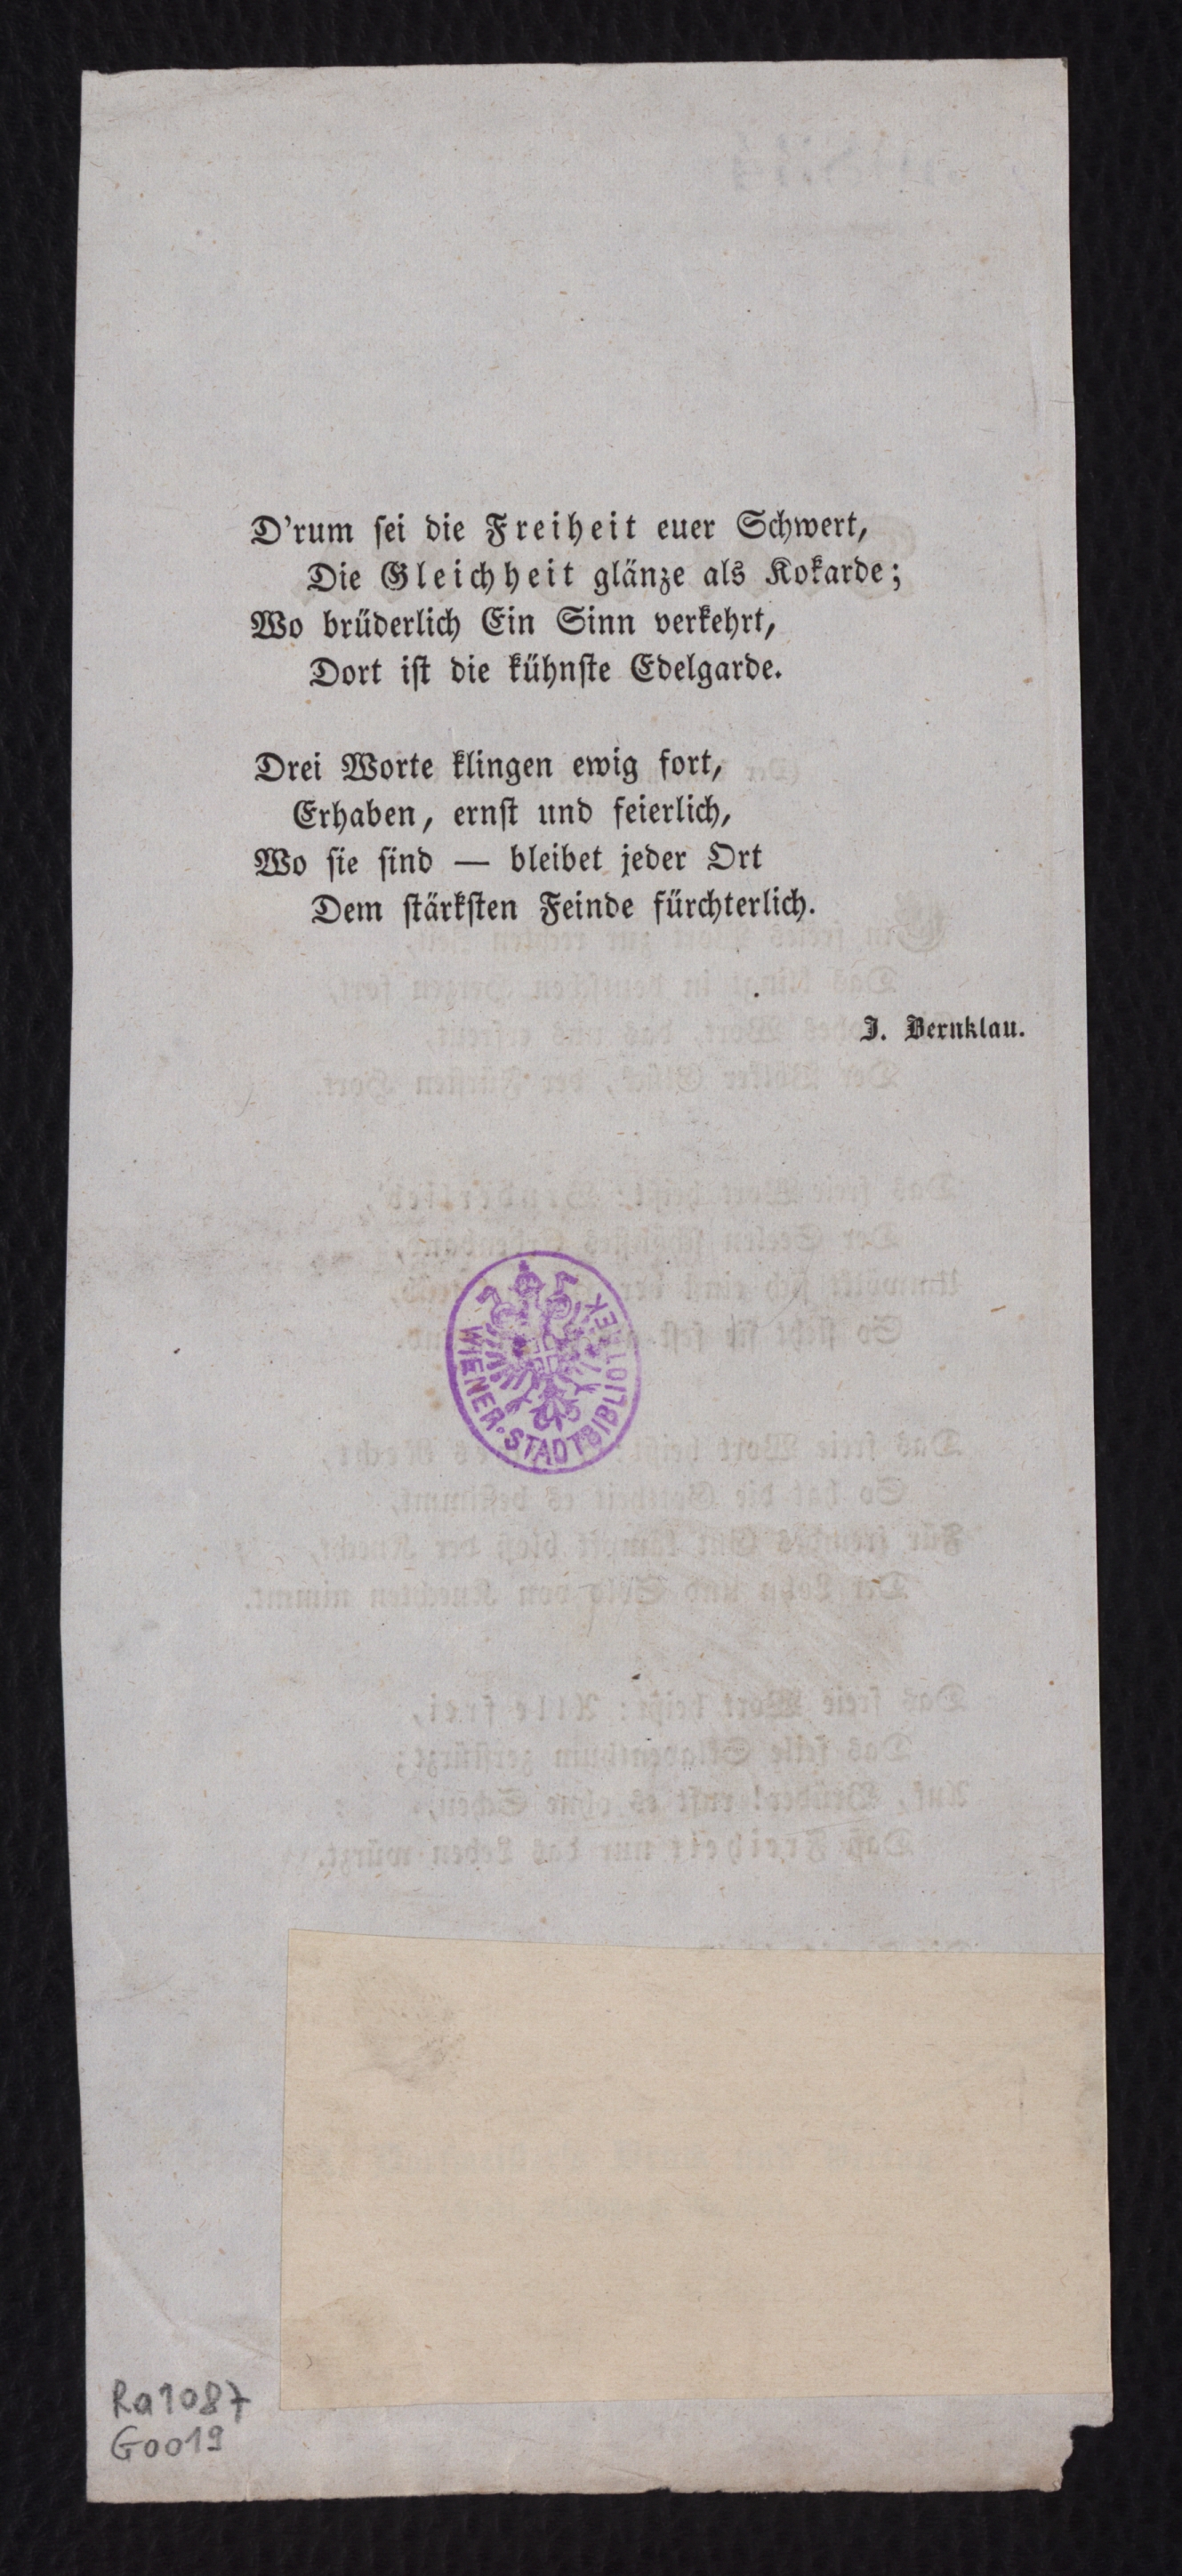 D'rum ſei die Freiheit euer Schwert,
Die Gleichheit glänze als Kokarde;
Wo brüderlich Ein Sinn verkehrt,
Dort iſt die kühnſte Edelgarde.
Drei Worte klingen ewig fort,
Erhaben, ernſt und feierlich,
Wo ſie ſind — bleibet jeder Ort
Dem ſtärkſten Feinde fürchterlich.
J. Bernklau.
WIENER·STADTBIBLIOTEK
Ra1087
G0019